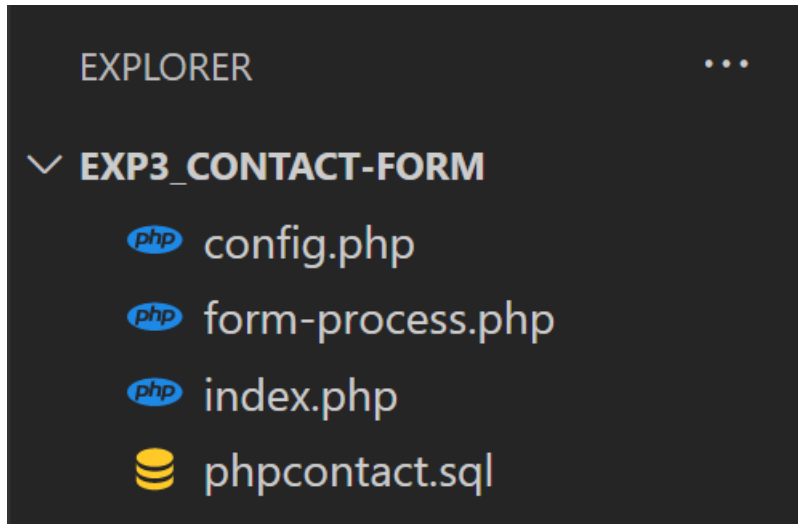 EXPLORER ...
EXP3_CONTACT-FORM
php config.php
php form-process.php
php index.php
phpcontact.sql